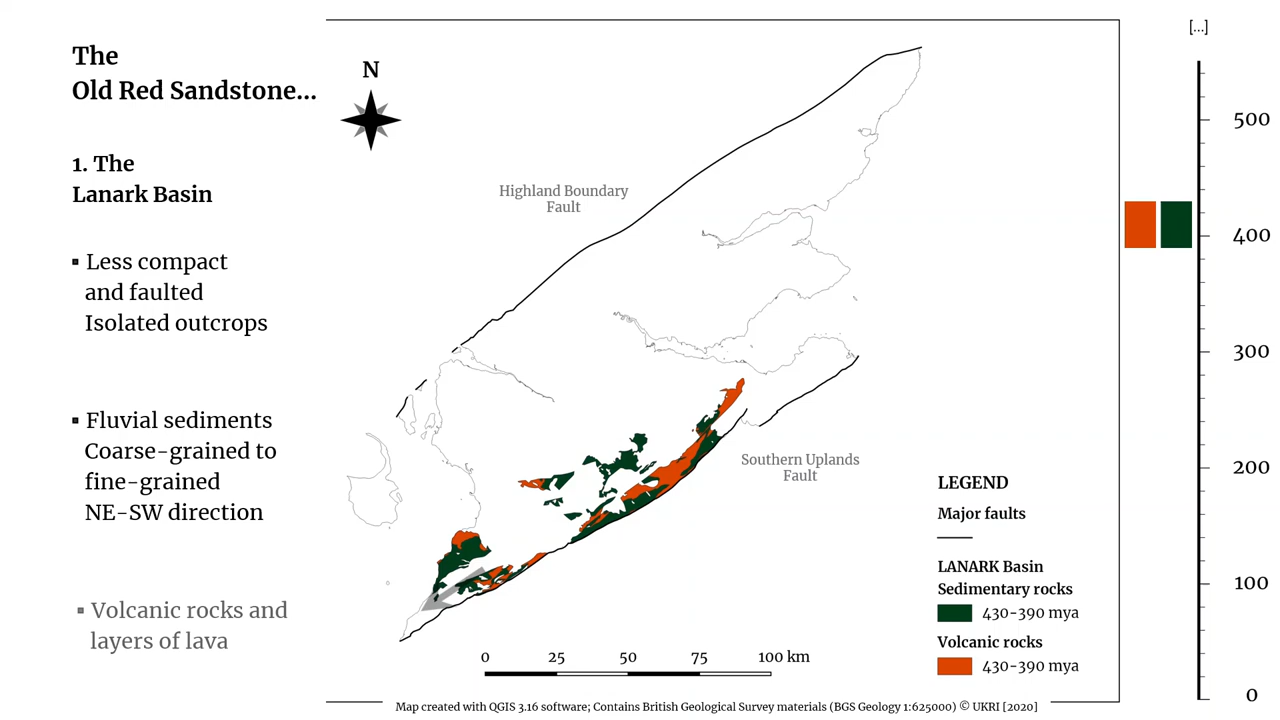 The
Old Red Sandstone...
1. The
Lanark Basin
▪ Less compact
and faulted
Isolated outcrops
▪ Fluvial sediments
Coarse-grained to
fine-grained
NE-SW direction
▪ Volcanic rocks and
layers of lava
N
Highland Boundary
Fault
Southern Uplands
Fault
LEGEND
Major faults
LANARK Basin
Sedimentary rocks
430-390 mya
Volcanic rocks
430-390 mya
0 25 50 75 100 km
Map created with QGIS 3.16 software; Contains British Geological Survey materials (BGS Geology 1:625000) © UKRI [2020]
[...]
500
400
300
200
100
0